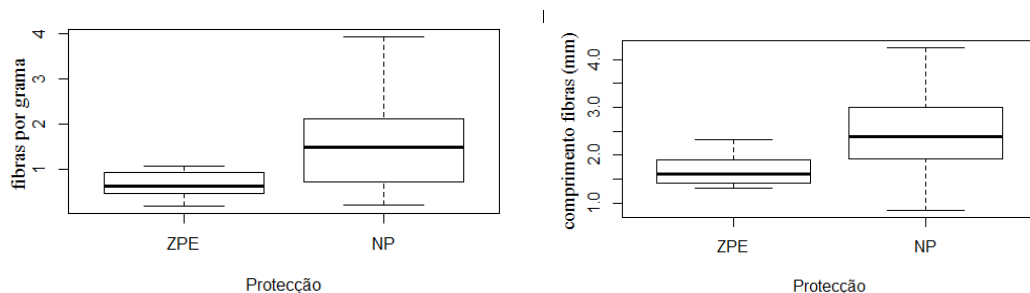 fibras por grama
4
3
2
1
ZPE NP
Protecção
comprimento fibras (mm)
4.0
3.0
2.0
1.0
ZPE NP
Protecção